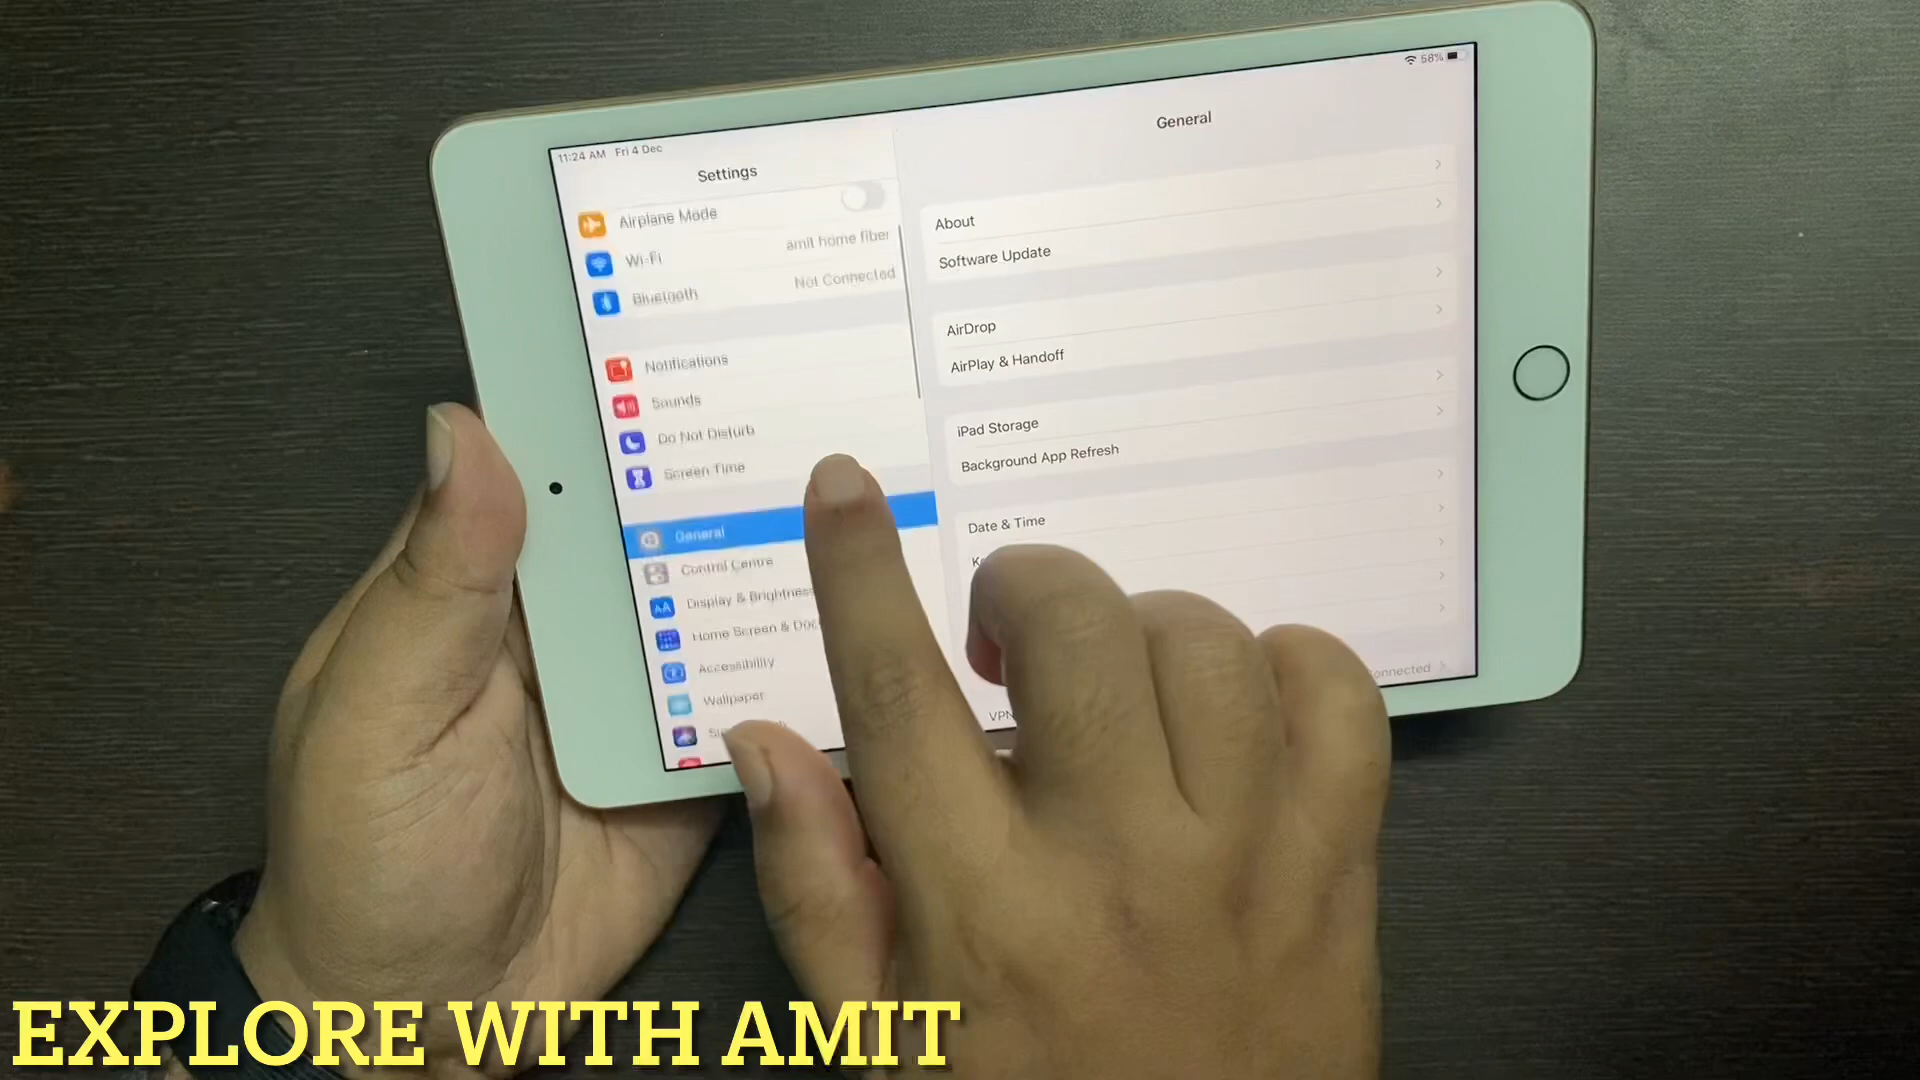 11:24 AM Fri 4 Dec
58%
Settings
Airplane Mode
Wi-Fi amit home fiber
Bluetooth Not Connected
Notifications
Sounds
Do Not Disturb
Screen Time
General
Control Centre
Display & Brightness
Home Screen &
Accessibility
Wallpaper
General
About
Software Update
AirDrop
AirPlay & Handoff
iPad Storage
Background App Refresh
Date & Time
VPN
EXPLORE WITH AMIT